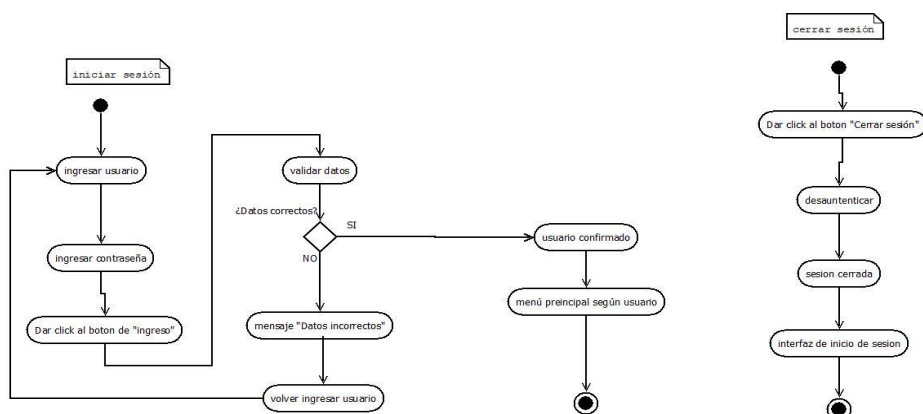 iniciar sesión
ingresar usuario
ingresar contraseña
Dar click al boton de "ingreso"
validar datos
¿Datos correctos?
SI
NO
mensaje "Datos incorrectos"
volver ingresar usuario
usuario confirmado
menú preincipal según usuario
cerrar sesión
Dar click al boton "Cerrar sesión"
desauntenticar
sesion cerrada
interfaz de inicio de sesion